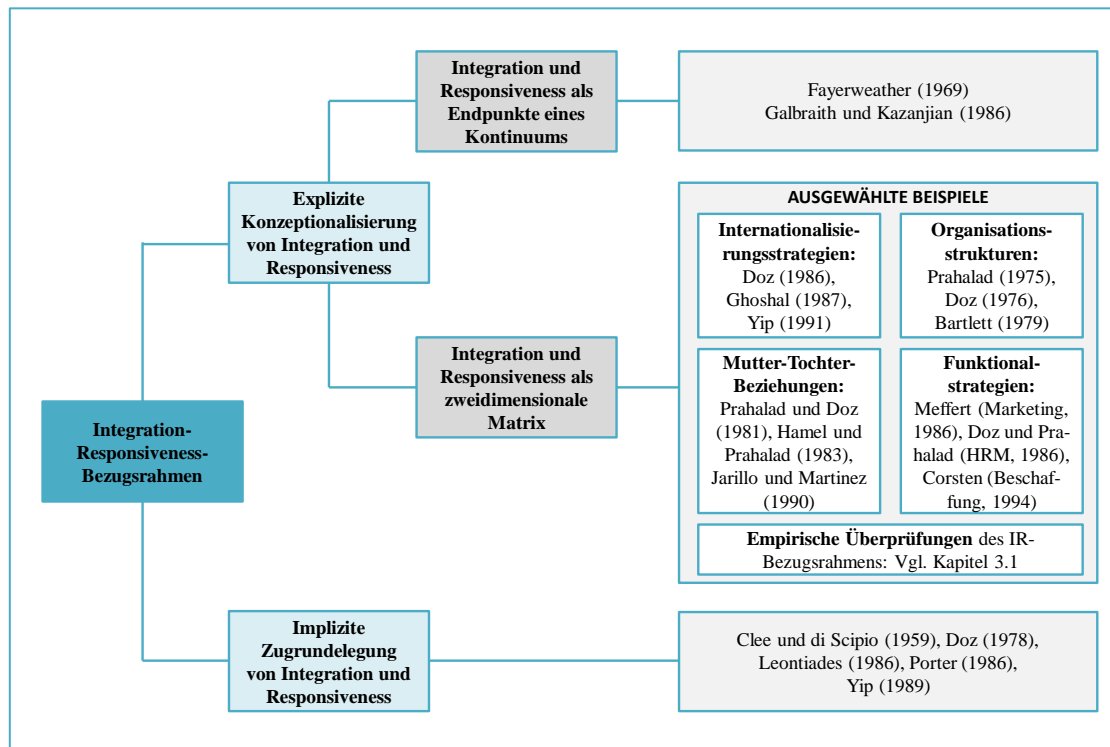 Integration und
Responsiveness als
Endpunkte eines
Kontinuums
Fayerweather (1969)
Galbraith und Kazanjian (1986)
Explizite
Konzeptionalisierung
von Integration und
Responsiveness
AUSGEWÄHLTE BEISPIELE
Internationalisie-
rungsstrategien:
Doz (1986),
Ghoshal (1987),
Yip (1991)
Organisations-
strukturen:
Prahalad (1975),
Doz (1976),
Bartlett (1979)
Integration und
Responsiveness als
zweidimensionale
Matrix
Mutter-Tochter-
Beziehungen:
Prahalad und Doz
(1981), Hamel und
Prahalad (1983),
Jarillo und Martinez
(1990)
Funktional-
strategien:
Meffert (Marketing,
1986), Doz und Pra-
halad (HRM, 1986),
Corsten (Beschaf-
fung, 1994)
Integration-
Responsiveness-
Bezugsrahmen
Empirische Überprüfungen des IR-
Bezugsrahmens: Vgl. Kapitel 3.1
Implizite
Zugrundelegung
von Integration und
Responsiveness
Clee und di Scipio (1959), Doz (1978),
Leontiades (1986), Porter (1986),
Yip (1989)